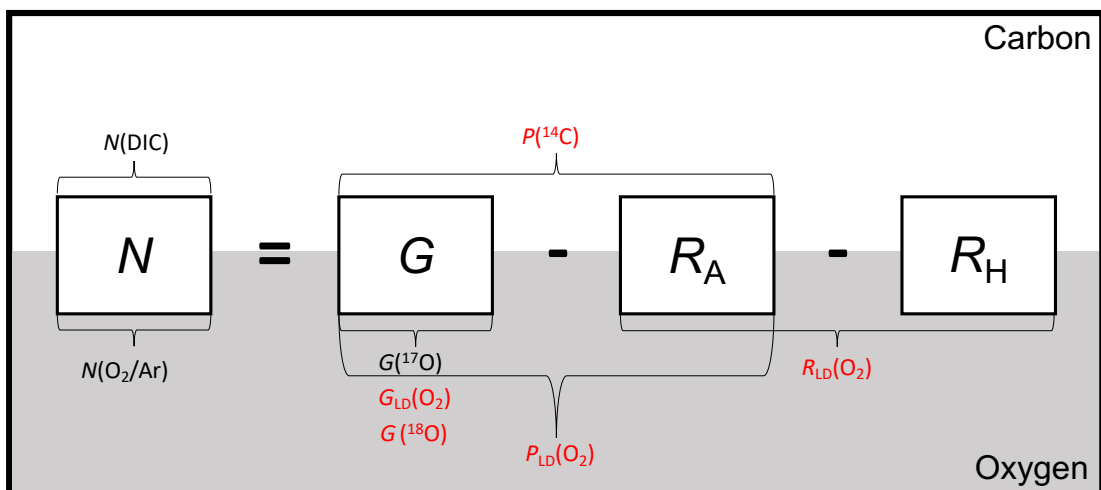 Carbon
N(DIC)
P(¹⁴C)
N = G - R_A - R_H
N(O₂/Ar)
G(¹⁷O)
R_LD(O₂)
G_LD(O₂)
G (¹⁸O)
P_LD(O₂)
Oxygen